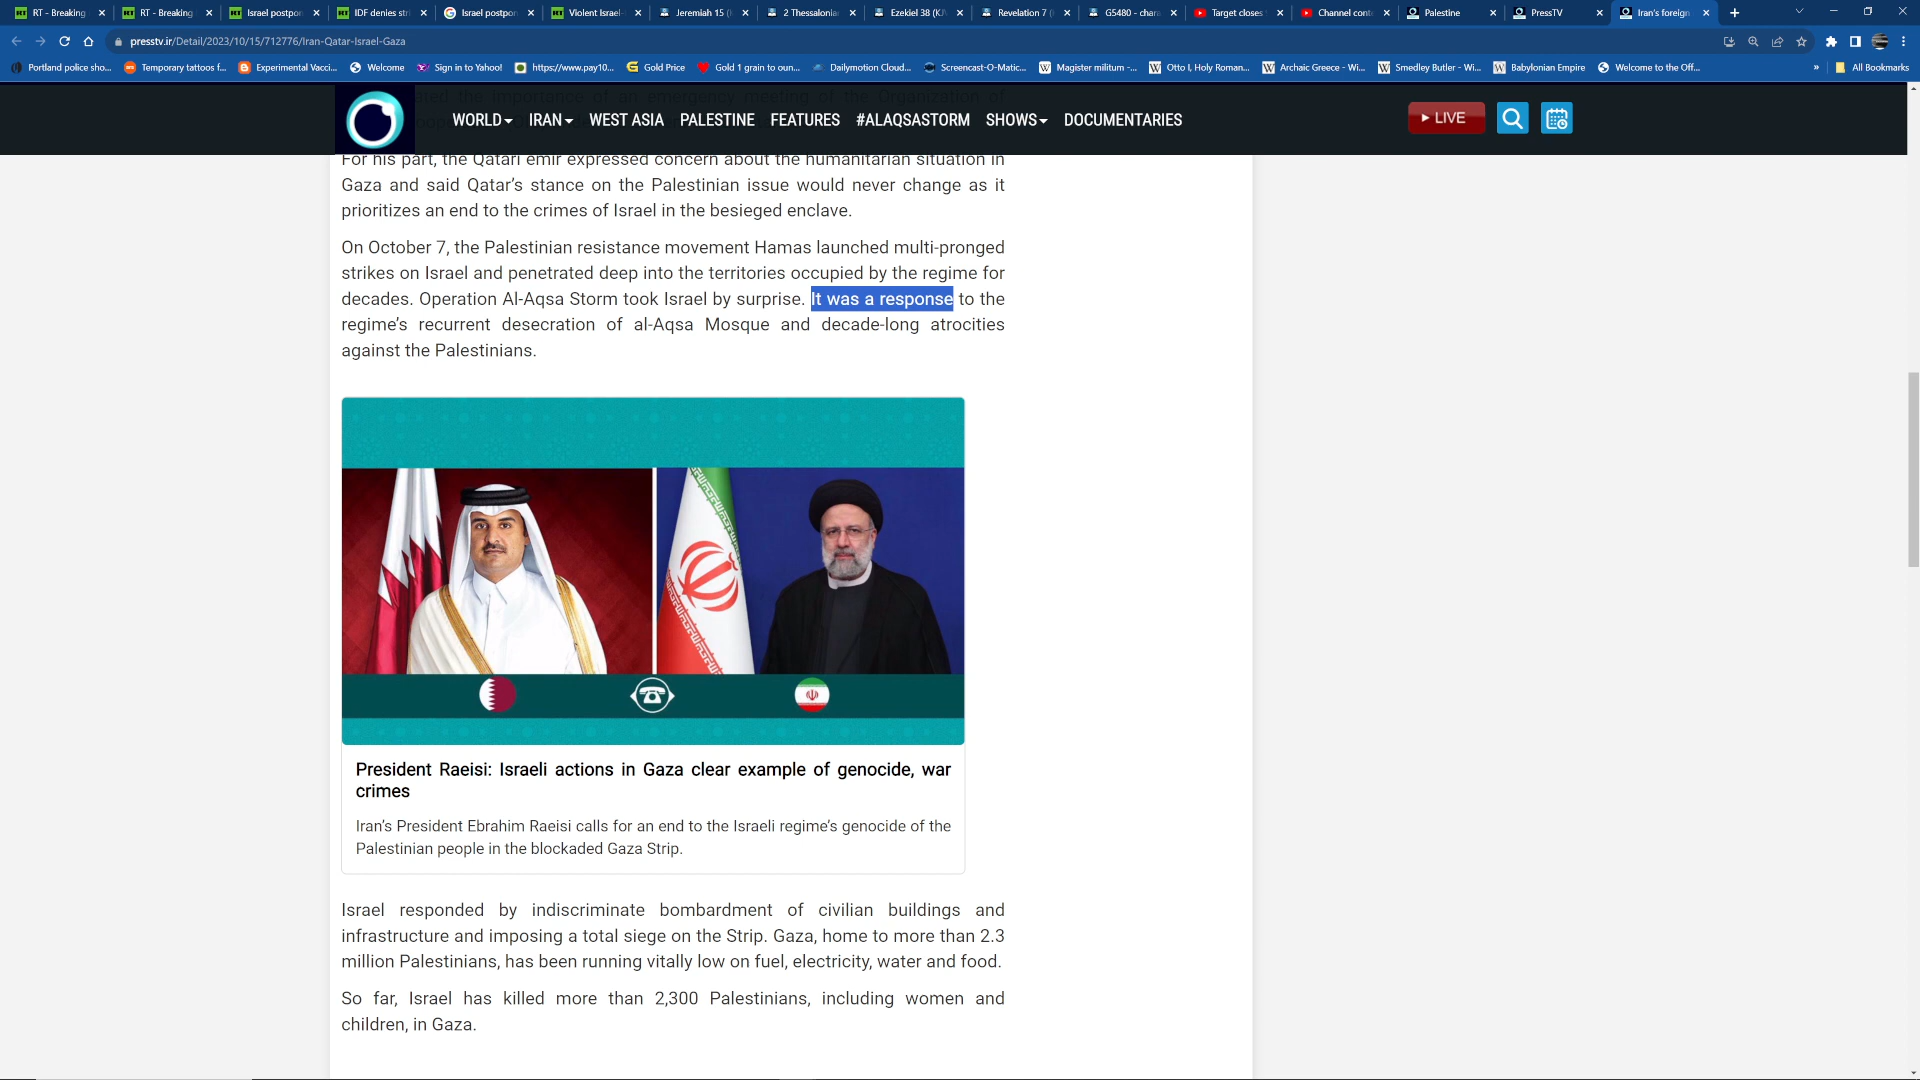 RT - Breaking
RT - Breaking
Israel postpon
IDF denies stri
Israel postpon
Violent Israel-
Jeremiah 15 (
2 Thessalonia
Ezekiel 38 (KJV
Revelation 7 (
G5480 - chara
Target closes
Channel conte
Palestine
PressTV
Iran's foreign
presstv.ir/Detail/2023/10/15/712776/Iran-Qatar-Israel-Gaza
Portland police sho...
Temporary tattoos f...
Experimental Vacci...
Welcome
Sign in to Yahoo!
https://www.pay10...
Gold Price
Gold 1 grain to oun...
Dailymotion Cloud...
Screencast-O-Matic...
Magister militum -...
Otto I, Holy Roman...
Archaic Greece - Wi...
Smedley Butler - Wi...
Babylonian Empire
Welcome to the Off...
»
All Bookmarks
the importance of an emergency meeting of the Organization of
WORLD IRAN WEST ASIA PALESTINE FEATURES #ALAQSASTORM SHOWS DOCUMENTARIES
LIVE
For his part, the Qatari emir expressed concern about the humanitarian situation in
Gaza and said Qatar's stance on the Palestinian issue would never change as it
prioritizes an end to the crimes of Israel in the besieged enclave.
On October 7, the Palestinian resistance movement Hamas launched multi-pronged
strikes on Israel and penetrated deep into the territories occupied by the regime for
decades. Operation Al-Aqsa Storm took Israel by surprise. It was a response to the
regime's recurrent desecration of al-Aqsa Mosque and decade-long atrocities
against the Palestinians.
President Raeisi: Israeli actions in Gaza clear example of genocide, war
crimes
Iran's President Ebrahim Raeisi calls for an end to the Israeli regime's genocide of the
Palestinian people in the blockaded Gaza Strip.
Israel responded by indiscriminate bombardment of civilian buildings and
infrastructure and imposing a total siege on the Strip. Gaza, home to more than 2.3
million Palestinians, has been running vitally low on fuel, electricity, water and food.
So far, Israel has killed more than 2,300 Palestinians, including women and
children, in Gaza.